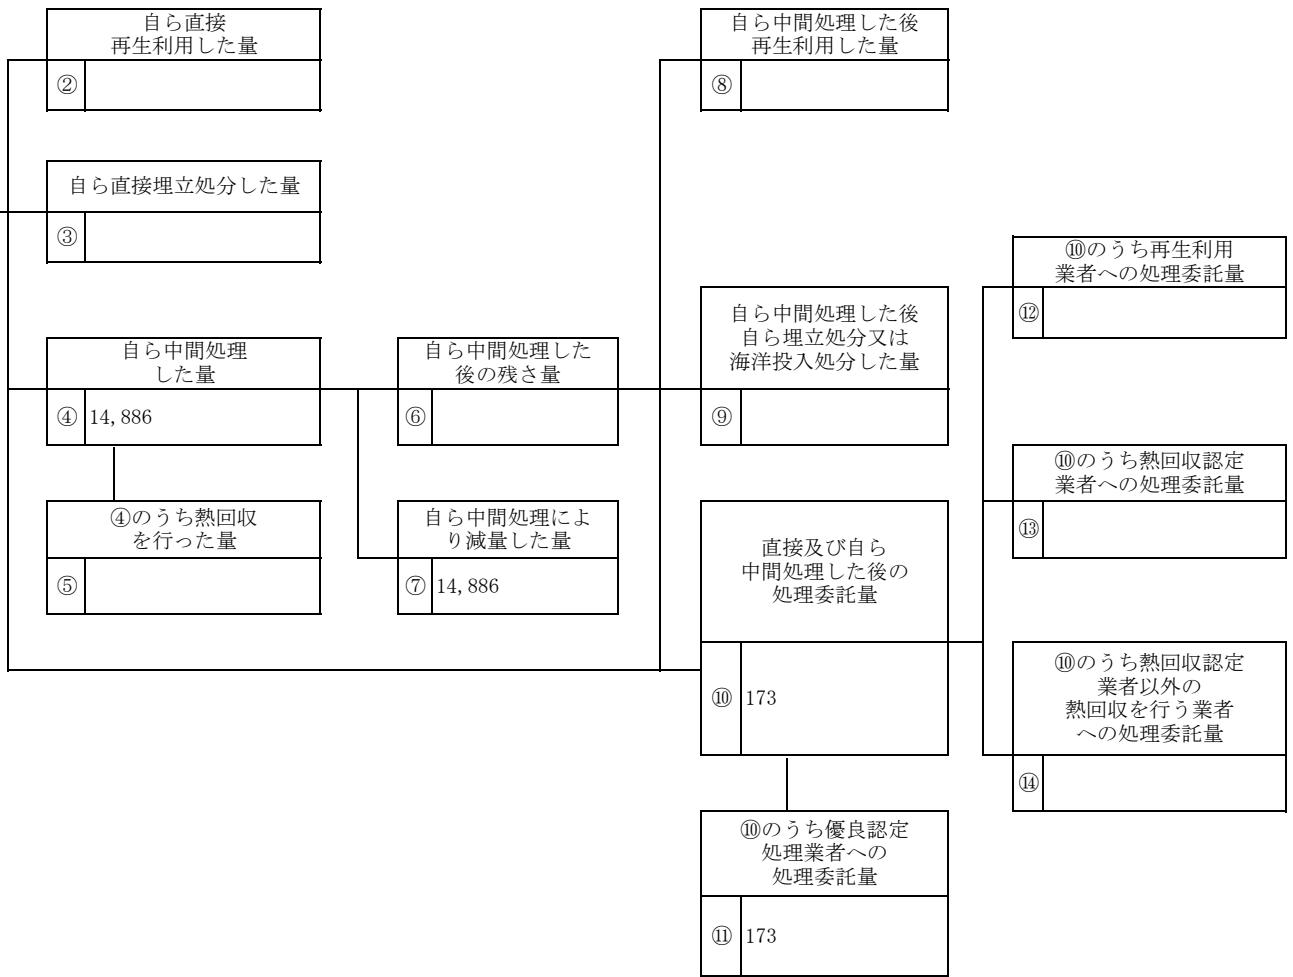 自ら直接
再生利用した量
②
自ら直接埋立処分した量
③
自ら中間処理
した量
④ 14,886
④のうち熱回収
を行った量
⑤
自ら中間処理した
後の残さ量
⑥
自ら中間処理によ
り減量した量
⑦ 14,886
自ら中間処理した後
再生利用した量
⑧
自ら中間処理した後
自ら埋立処分又は
海洋投入処分した量
⑨
直接及び自ら
中間処理した後の
処理委託量
⑩ 173
⑩のうち優良認定
処理業者への
処理委託量
⑪ 173
⑩のうち再生利用
業者への処理委託量
⑫
⑩のうち熱回収認定
業者への処理委託量
⑬
⑩のうち熱回収認定
業者以外の
熱回収を行う業者
への処理委託量
⑭